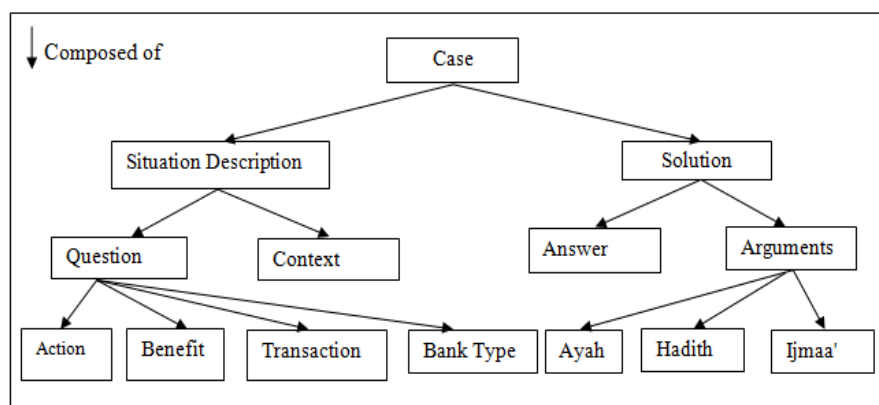 Composed of
Case
Situation Description
Solution
Question
Context
Answer
Arguments
Action
Benefit
Transaction
Bank Type
Ayah
Hadith
Ijmaa'